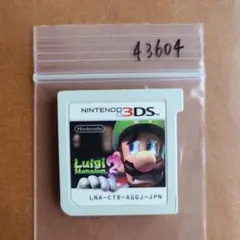 43604
NINTENDO 3DS
Nintendo
Luigi
Mansion 2
LNA-CTR-AGGJ-JPN